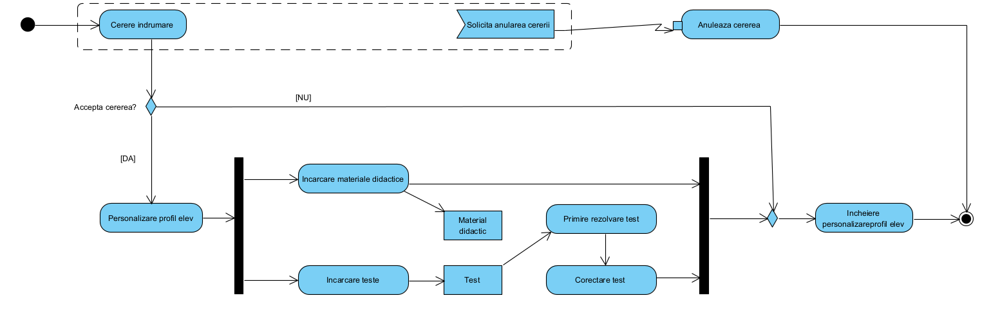 Cerere indrumare
Solicita anularea cererii
Anuleaza cererea
[NU]
Accepta cererea?
[DA]
Incarcare materiale didactice
Personalizare profil elev
Material
didactic
Primire rezolvare test
Incheiere
personalizareprofil elev
Incarcare teste
Test
Corectare test